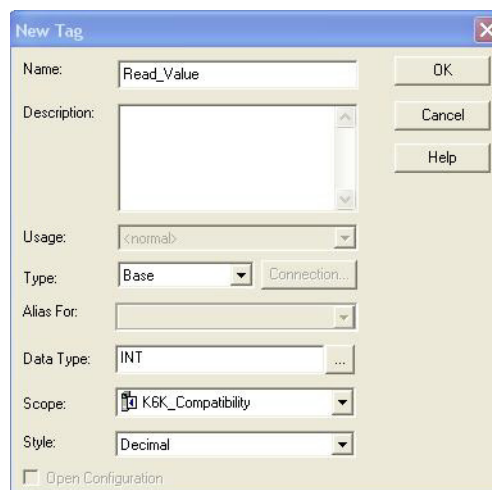 New Tag
Name: Read_Value OK
Description: Cancel
Help
Usage: <normal>
Type: Base Connection...
Alias For:
Data Type: INT ...
Scope: K6K_Compatibility
Style: Decimal
Open Configuration